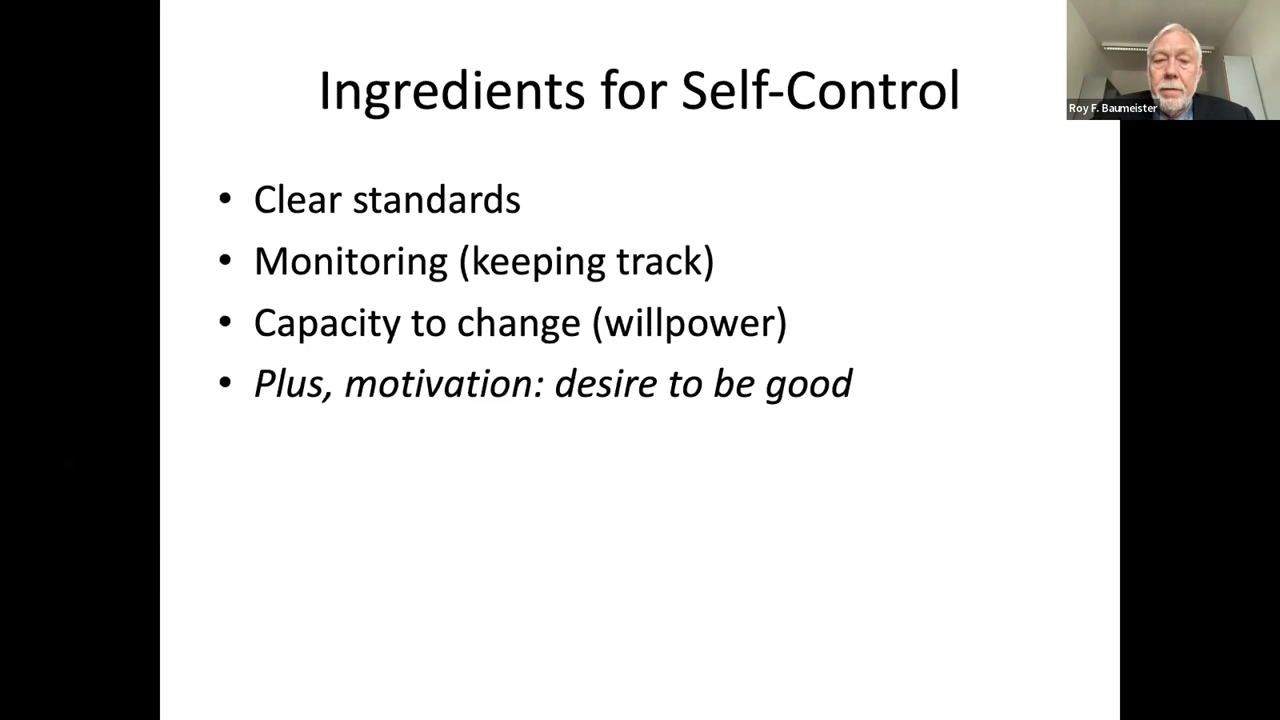 Ingredients for Self-Control
• Clear standards
• Monitoring (keeping track)
• Capacity to change (willpower)
• Plus, motivation: desire to be good
Roy F. Baumeister